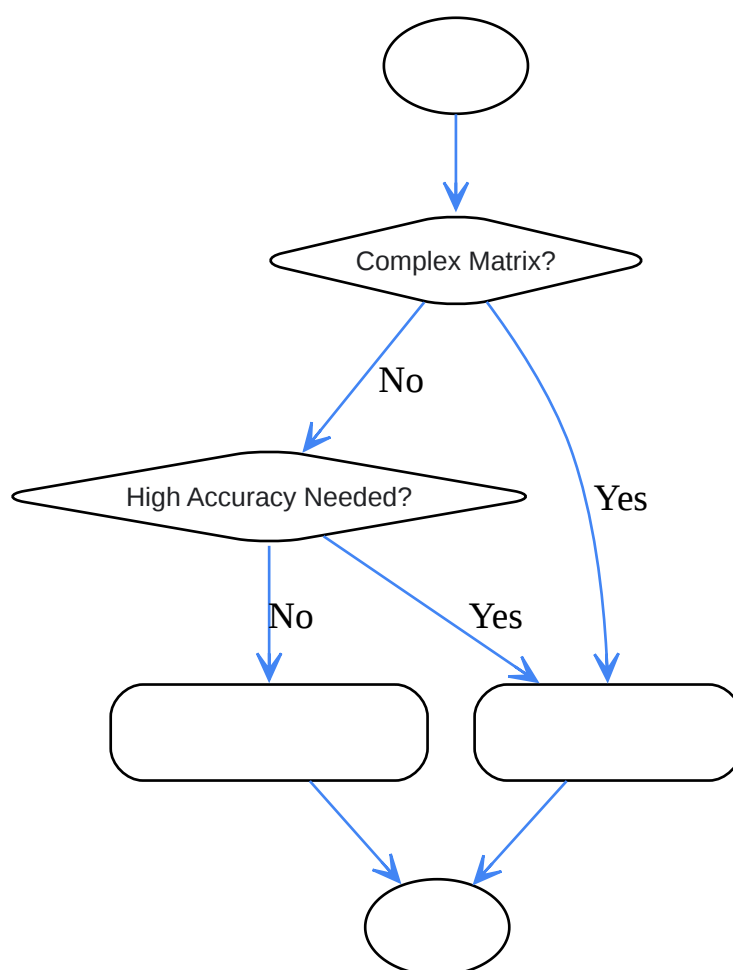 Complex Matrix?
No
High Accuracy Needed?
Yes
No
Yes